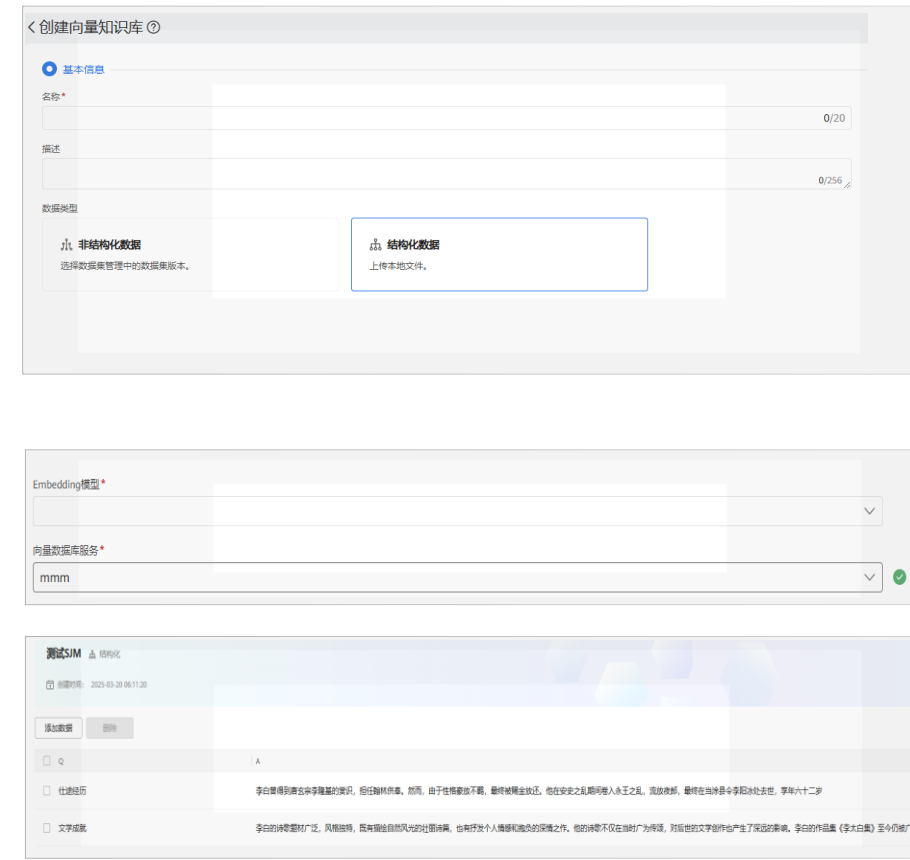 创建向量知识库
基本信息
名称*
0/20
描述
0/256
数据类型
非结构化数据
选择数据集管理中的数据集版本。
结构化数据
上传本地文件。
Embedding模型*
向量数据库服务*
mmm
测试SJM 结构化
创建时间: 2025-03-20 06:11:20
添加数据 删除
Q A
仕途经历 李白曾得到唐玄宗李隆基的赏识，担任翰林供奉。然而，由于性格豪放不羁，最终被赐金放还。他在安史之乱期间卷入永王之乱，流放夜郎，最终在当涂县令李阳冰处去世，享年六十二岁
文学成就 李白的诗歌题材广泛，风格独特，既有描绘自然风光的壮丽诗篇，也有抒发个人情感和抱负的深情之作。他的诗歌不仅在当时广为传颂，对后世的文学创作也产生了深远的影响。李白的作品集《李太白集》至今仍被广